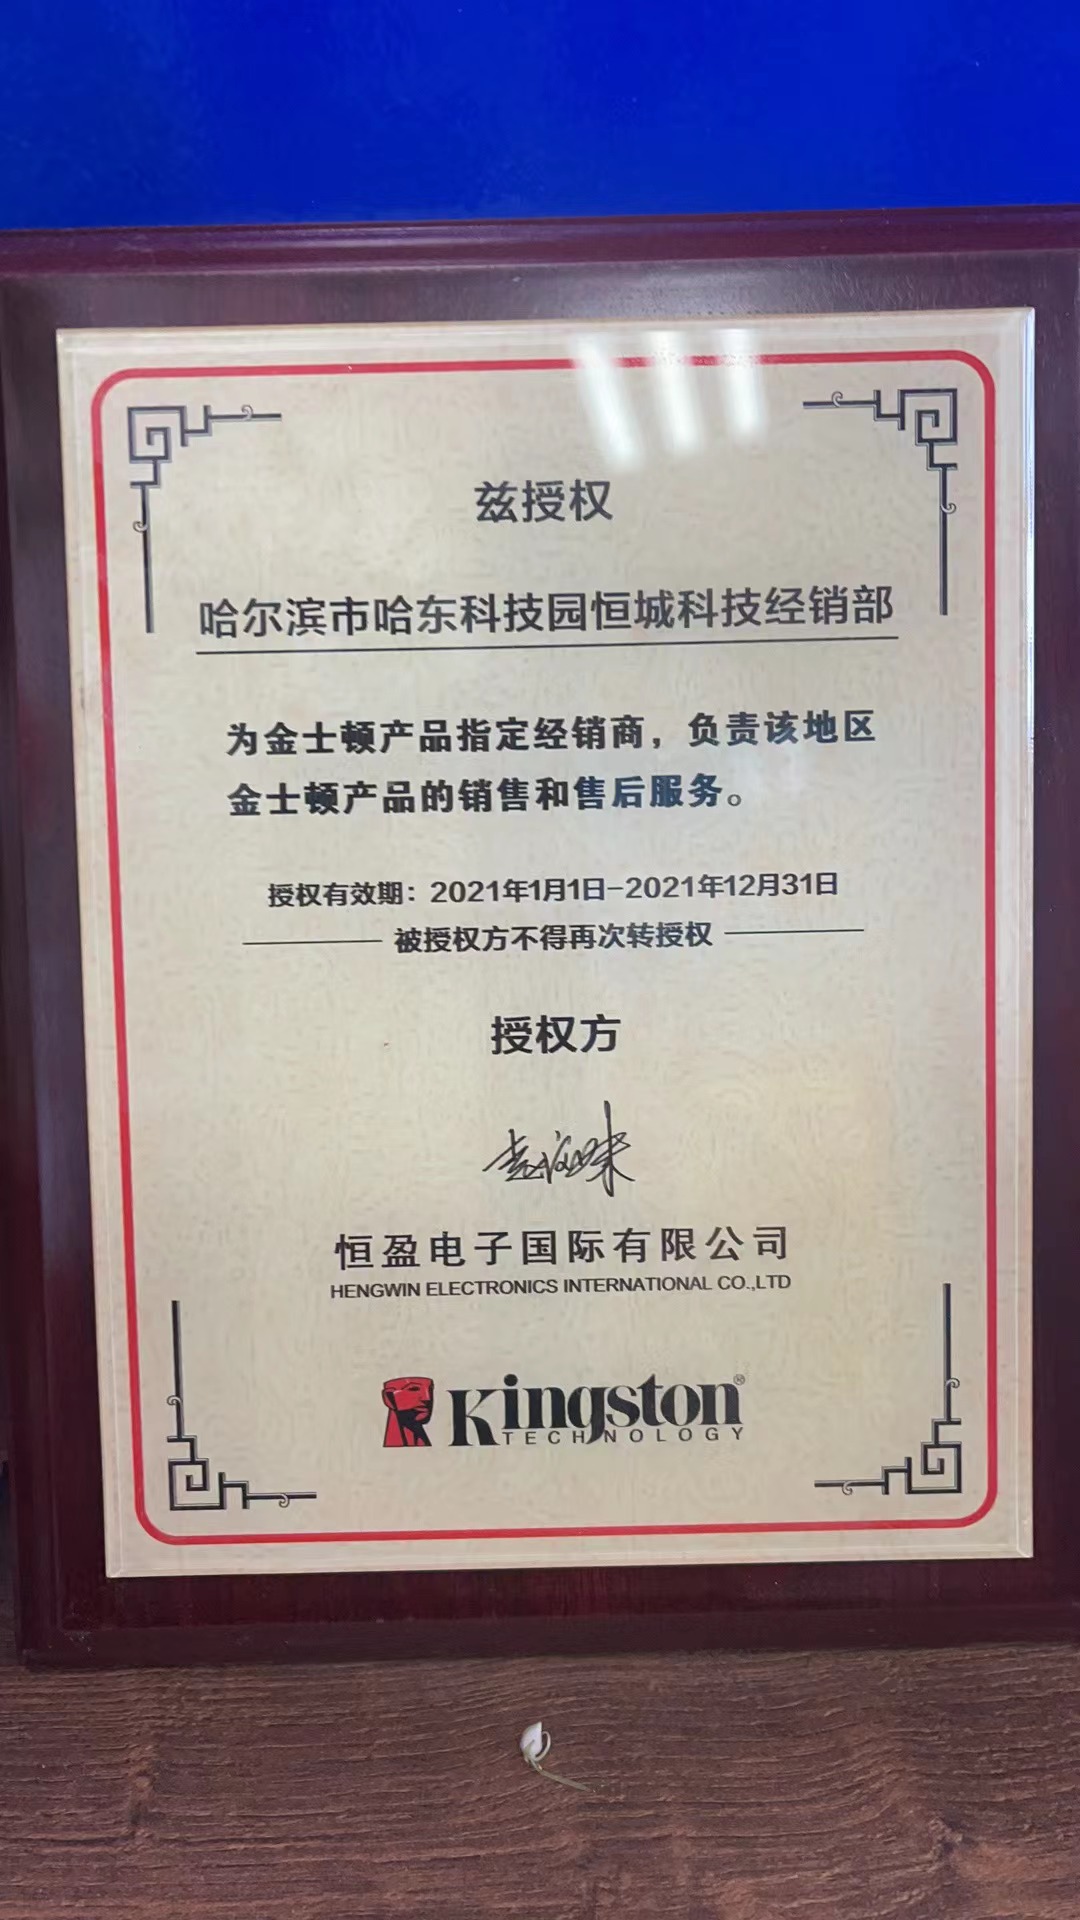 兹授权
哈尔滨市哈东科技园恒城科技经销部
为金士顿产品指定经销商，负责该地区
金士顿产品的销售和售后服务。
授权有效期：2021年1月1日-2021年12月31日
被授权方不得再次转授权
授权方
恒盈电子国际有限公司
HENGWIN ELECTRONICS INTERNATIONAL CO.,LTD
Kingston®
TECHNOLOGY